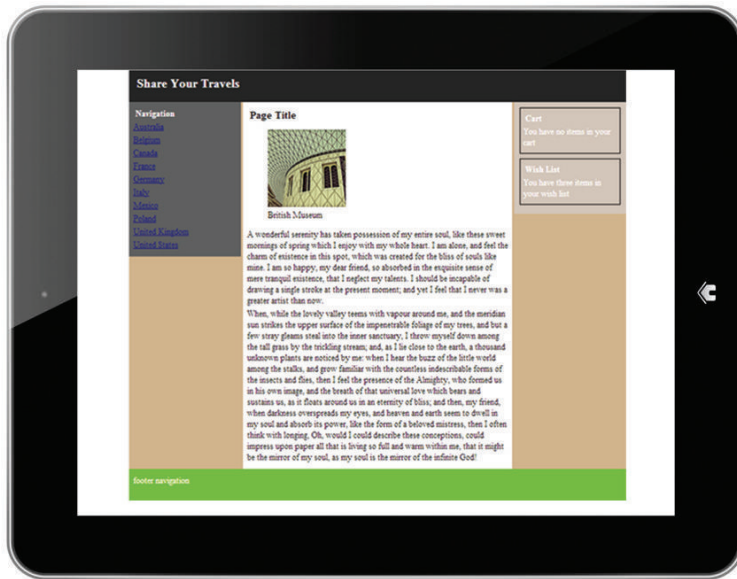 Share Your Travels
Navigation
Australia
Belgium
Canada
France
Germany
Italy
Mexico
Poland
United Kingdom
United States
Page Title
British Museum
A wonderful serenity has taken possession of my entire soul, like these sweet
mornings of spring which I enjoy with my whole heart. I am alone, and feel the
charm of existence in this spot, which was created for the bliss of souls like
mine. I am so happy, my dear friend, so absorbed in the exquisite sense of
mere tranquil existence, that I neglect my talents. I should be incapable of
drawing a single stroke at the present moment; and yet I feel that I never was a
greater artist than now.
When, while the lovely valley teems with vapour around me, and the meridian
sun strikes the upper surface of the impenetrable foliage of my trees, and but a
few stray gleams steal into the inner sanctuary, I throw myself down among
the tall grass by the trickling stream; and, as I lie close to the earth, a thousand
unknown plants are noticed by me: when I hear the buzz of the little world
among the stalks, and grow familiar with the countless indescribable forms of
the insects and flies, then I feel the presence of the Almighty, who formed us
in his own image, and the breath of that universal love which bears and
sustains us, as it floats around us in an eternity of bliss; and then, my friend,
when darkness overspreads my eyes, and heaven and earth seem to dwell in
my soul and absorb its power, like the form of a beloved mistress, then I often
think with longing, Oh, would I could describe these conceptions, could
impress upon paper all that is living so full and warm within me, that it might
be the mirror of my soul, as my soul is the mirror of the infinite God!
Cart
You have no items in your
cart
Wish List
You have three items in
your wish list
footer navigation